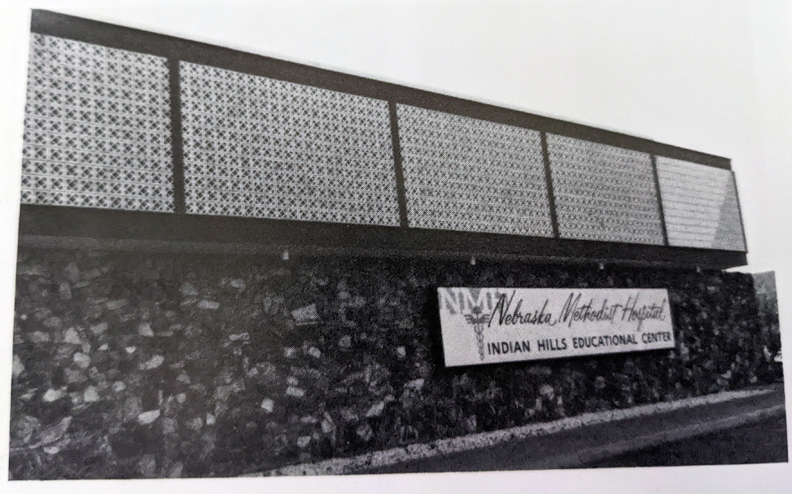 NMH
Nebraska Methodist Hospital
INDIAN HILLS EDUCATIONAL CENTER